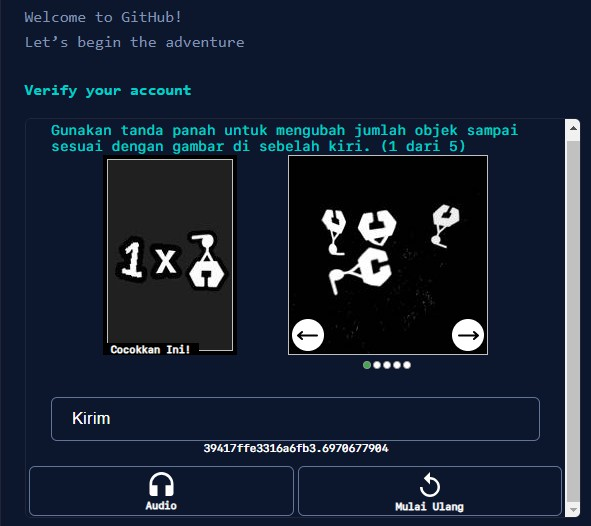 Welcome to GitHub!
Let’s begin the adventure
Verify your account
Gunakan tanda panah untuk mengubah jumlah objek sampai
sesuai dengan gambar di sebelah kiri. (1 dari 5)
1 x
Cocokkan Ini!
Kirim
39417ffe3316a6fb3.6970677904
Audio
Mulai Ulang